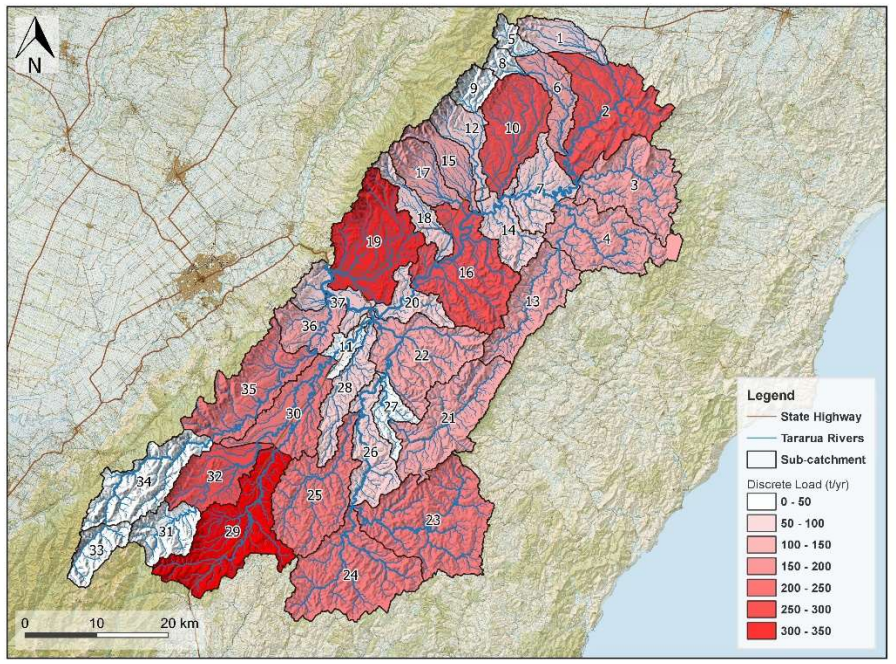 N
5
1
8
9
6
2
12
10
15
17
3
7
18
14
4
19
16
13
37
20
36
11
22
28
35
27
21
30
26
34
32
25
23
31
29
33
24
0
10
20 km
Legend
State Highway
Tararua Rivers
Sub-catchment
Discrete Load (t/yr)
0 - 50
50 - 100
100 - 150
150 - 200
200 - 250
250 - 300
300 - 350